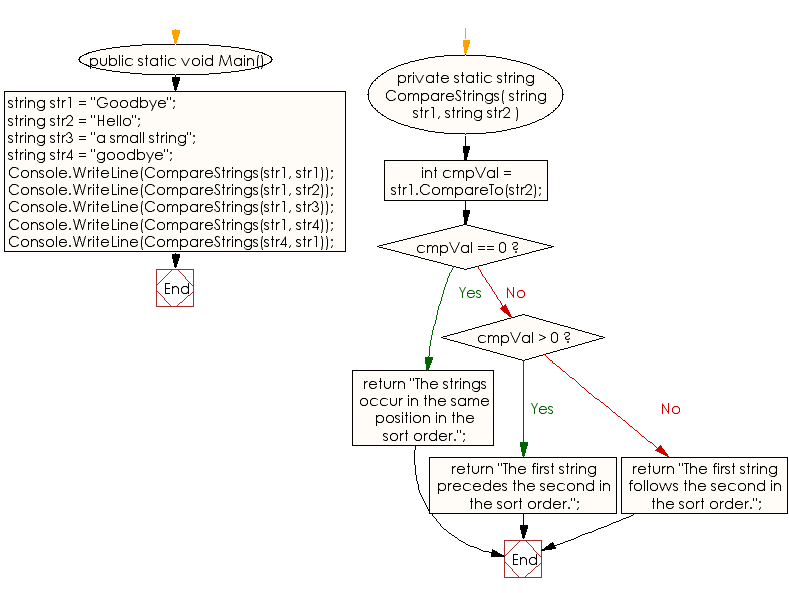 public static void Main()
string str1 = "Goodbye";
string str2 = "Hello";
string str3 = "a small string";
string str4 = "goodbye";
Console.WriteLine(CompareStrings(str1, str1));
Console.WriteLine(CompareStrings(str1, str2));
Console.WriteLine(CompareStrings(str1, str3));
Console.WriteLine(CompareStrings(str1, str4));
Console.WriteLine(CompareStrings(str4, str1));
End
private static string
CompareStrings( string
str1, string str2 )
int cmpVal =
str1.CompareTo(str2);
cmpVal == 0 ?
Yes
No
cmpVal > 0 ?
return "The strings
occur in the same
position in the
sort order.";
Yes
No
return "The first string
precedes the second in
the sort order.";
return "The first string
follows the second in
the sort order.";
End